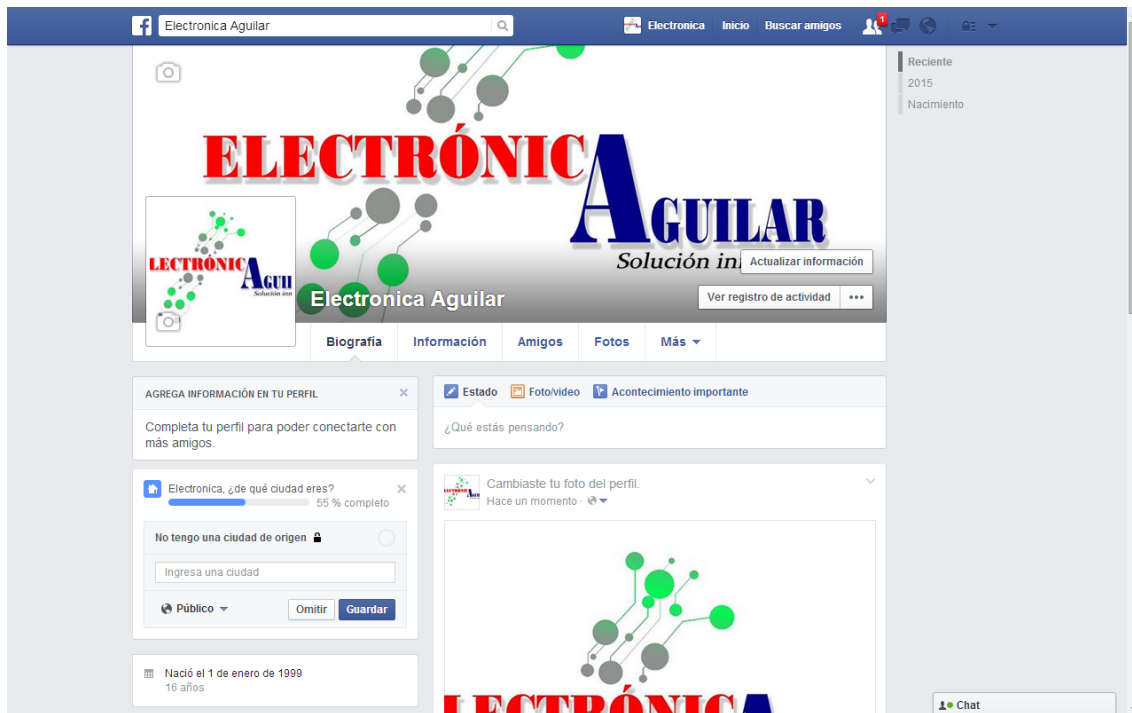 Electronica Aguilar
Electronica Inicio Buscar amigos 1
Reciente
2015
Nacimiento
ELECTRÓNICA
AGUILAR
Solución in
Actualizar información
LECTRÓNICA
AGUIL
Solución inn
Electronica Aguilar
Ver registro de actividad
Biografía Información Amigos Fotos Más
AGREGA INFORMACIÓN EN TU PERFIL
Completa tu perfil para poder conectarte con
más amigos.
Electronica, ¿de qué ciudad eres?
55 % completo
No tengo una ciudad de origen
Ingresa una ciudad
Público Omitir Guardar
Nació el 1 de enero de 1999
16 años
Estado Foto/video Acontecimiento importante
¿Qué estás pensando?
Cambiaste tu foto del perfil.
Hace un momento ·
LECTRÓNICA
Chat